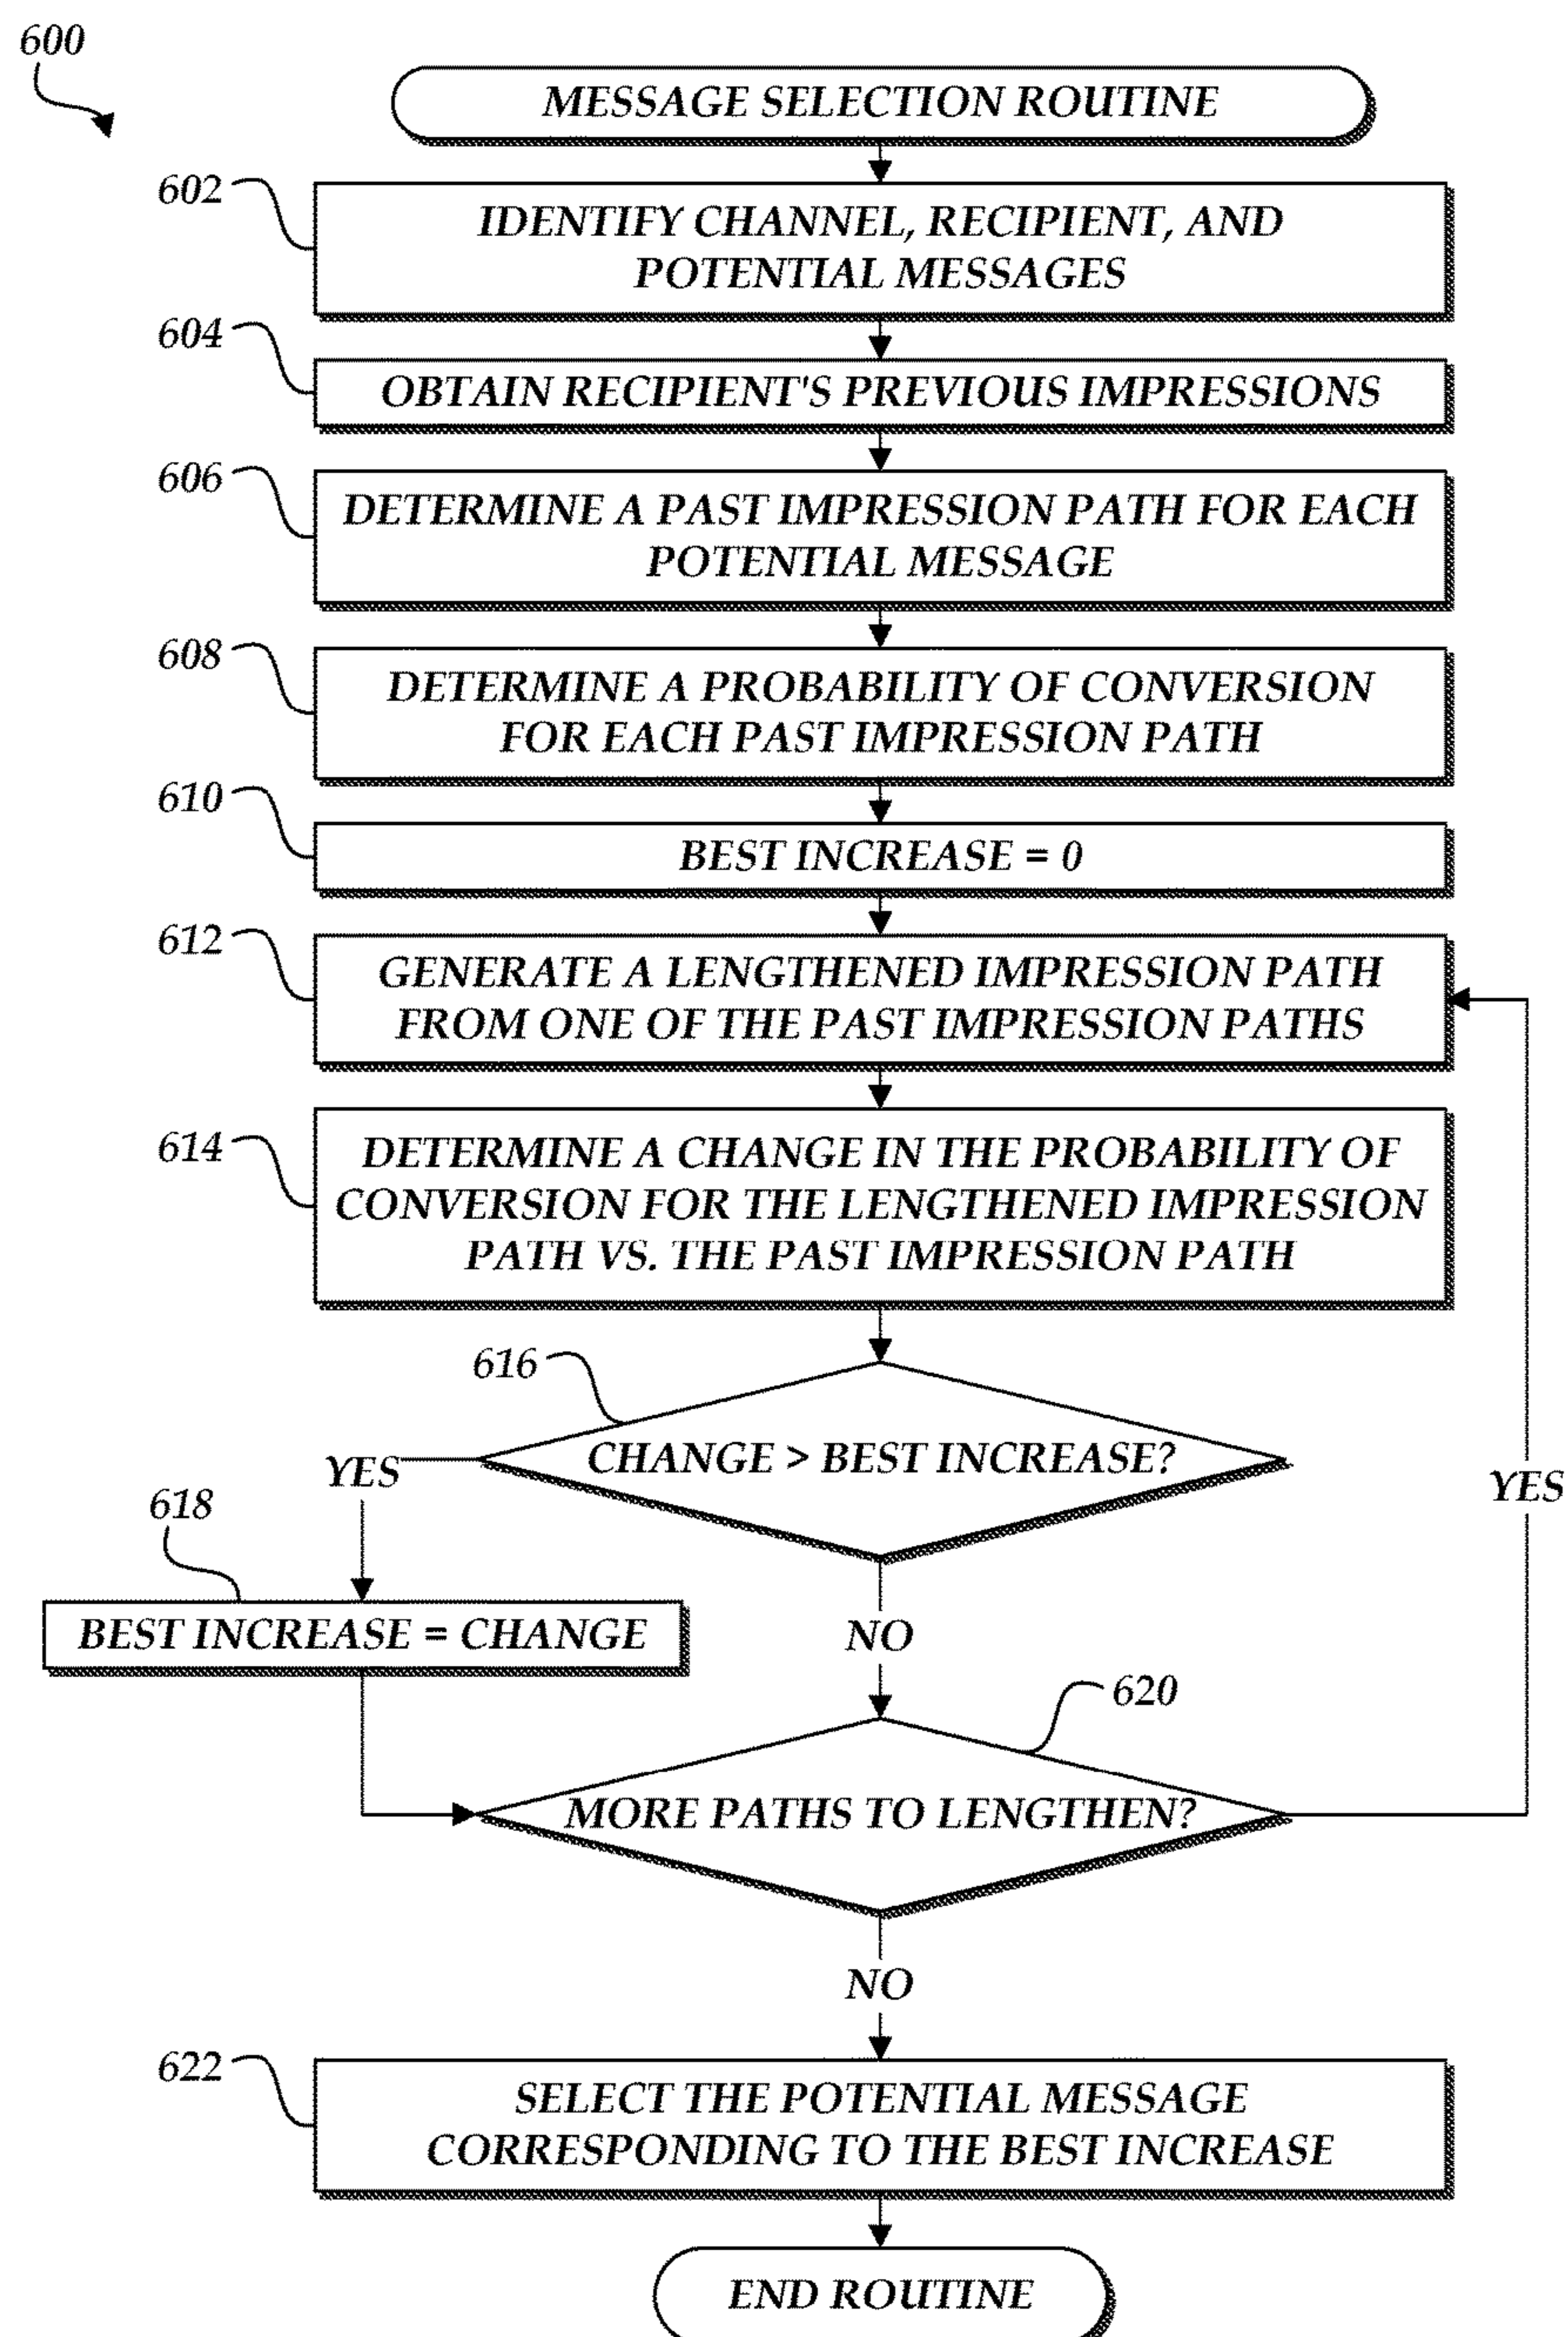 600
MESSAGE SELECTION ROUTINE
602
IDENTIFY CHANNEL, RECIPIENT, AND
POTENTIAL MESSAGES
604
OBTAIN RECIPIENT'S PREVIOUS IMPRESSIONS
606
DETERMINE A PAST IMPRESSION PATH FOR EACH
POTENTIAL MESSAGE
608
DETERMINE A PROBABILITY OF CONVERSION
FOR EACH PAST IMPRESSION PATH
610
BEST INCREASE = 0
612
GENERATE A LENGTHENED IMPRESSION PATH
FROM ONE OF THE PAST IMPRESSION PATHS
614
DETERMINE A CHANGE IN THE PROBABILITY OF
CONVERSION FOR THE LENGTHENED IMPRESSION
PATH VS. THE PAST IMPRESSION PATH
616
CHANGE > BEST INCREASE?
YES
YES
618
BEST INCREASE = CHANGE
NO
620
MORE PATHS TO LENGTHEN?
NO
622
SELECT THE POTENTIAL MESSAGE
CORRESPONDING TO THE BEST INCREASE
END ROUTINE